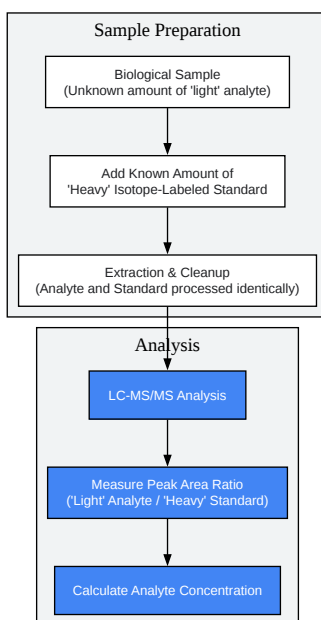 Sample Preparation
Biological Sample
(Unknown amount of 'light' analyte)
Add Known Amount of
'Heavy' Isotope-Labeled Standard
Extraction & Cleanup
(Analyte and Standard processed identically)
Analysis
LC-MS/MS Analysis
Measure Peak Area Ratio
('Light' Analyte / 'Heavy' Standard)
Calculate Analyte Concentration